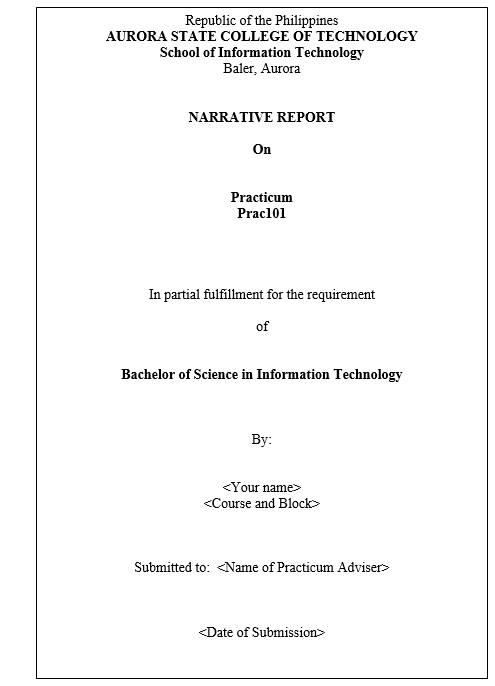 Republic of the Philippines
AURORA STATE COLLEGE OF TECHNOLOGY
School of Information Technology
Baler, Aurora
NARRATIVE REPORT
On
Practicum
Prac101
In partial fulfillment for the requirement
of
Bachelor of Science in Information Technology
By:
<Your name>
<Course and Block>
Submitted to:  <Name of Practicum Adviser>
<Date of Submission>